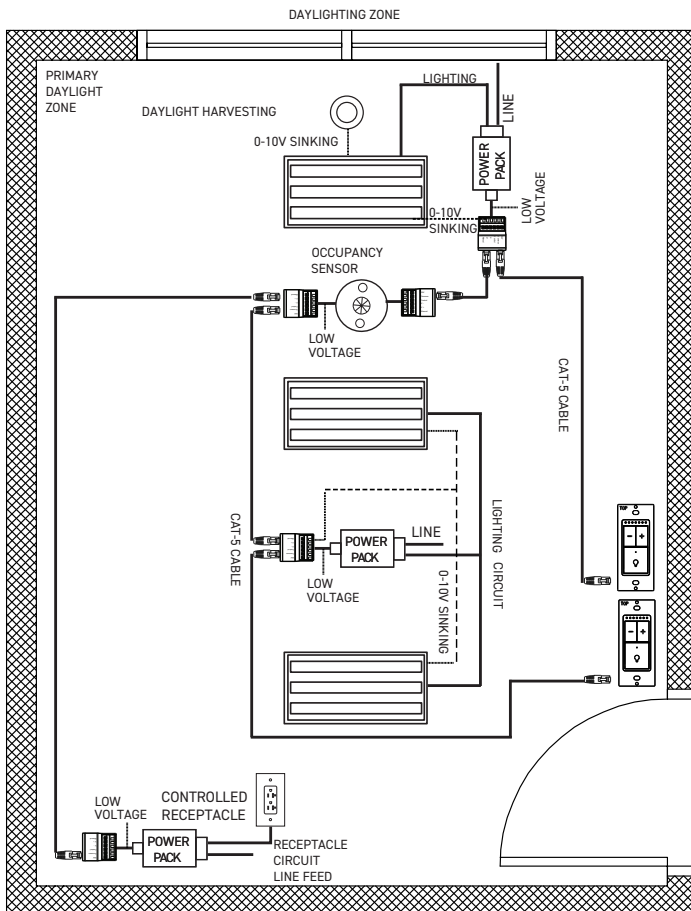 DAYLIGHTING ZONE
PRIMARY
DAYLIGHT
ZONE
DAYLIGHT HARVESTING
0-10V SINKING
LIGHTING
LINE
POWER
PACK
LOW
VOLTAGE
0-10V
SINKING
OCCUPANCY
SENSOR
LOW
VOLTAGE
CAT-5 CABLE
CAT-5 CABLE
LOW
VOLTAGE
POWER
PACK
LINE
0-10V SINKING
LIGHTING CIRCUIT
TOP
- +
TOP
- +
LOW
VOLTAGE
CONTROLLED
RECEPTACLE
POWER
PACK
RECEPTACLE
CIRCUIT
LINE FEED